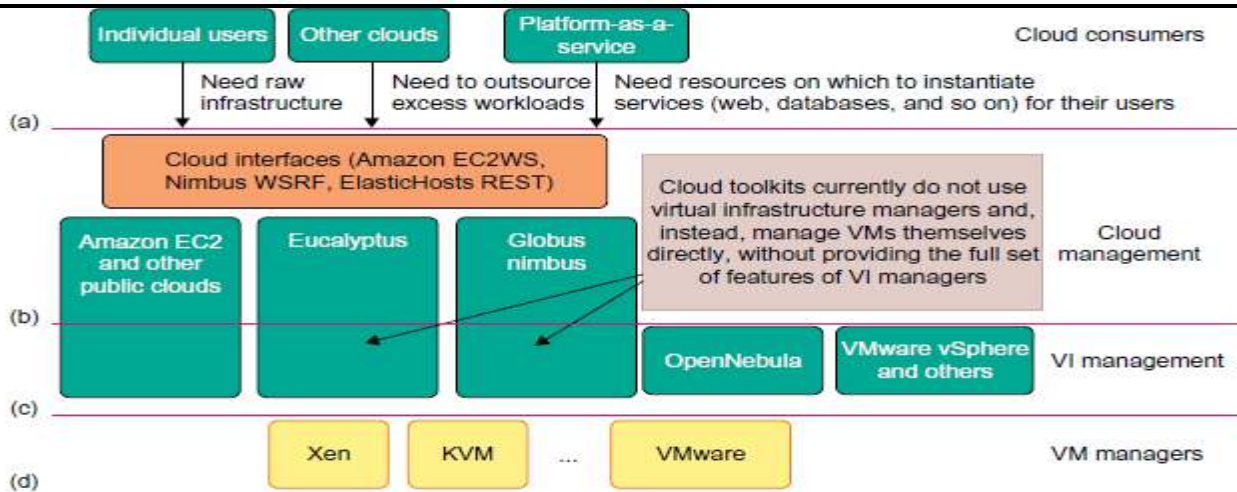 Individual users
Other clouds
Platform-as-a-
service
Cloud consumers
Need raw
infrastructure
Need to outsource
excess workloads
Need resources on which to instantiate
services (web, databases, and so on) for their users
(a)
Cloud interfaces (Amazon EC2WS,
Nimbus WSRF, ElasticHosts REST)
Cloud toolkits currently do not use
virtual infrastructure managers and,
instead, manage VMs themselves
directly, without providing the full set
of features of VI managers
Cloud
management
Amazon EC2
and other
public clouds
Eucalyptus
Globus
nimbus
(b)
OpenNebula
VMware vSphere
and others
VI management
(c)
Xen
KVM
...
VMware
VM managers
(d)